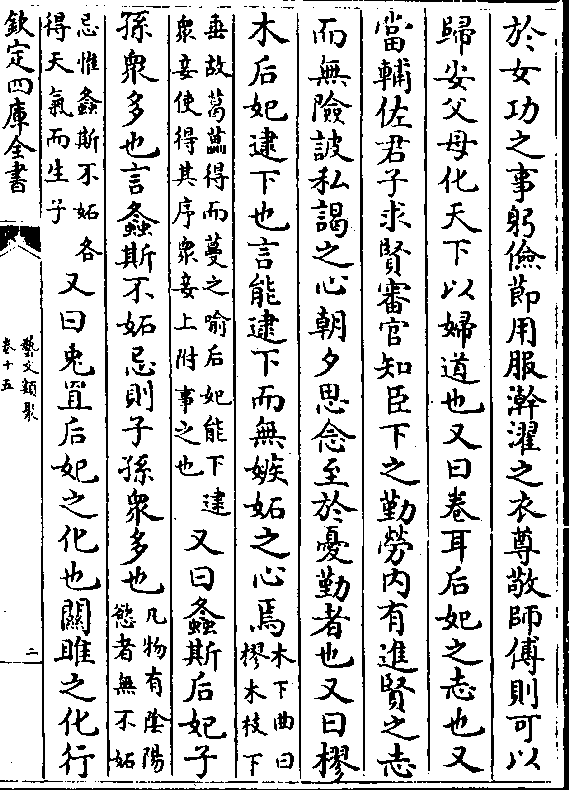 於女功之事躬儉節用服澣濯之衣尊敬師傅則可以
歸安父母化天下以婦道也又曰卷耳后妃之志也又
當輔佐君子求賢審官知臣下之勤勞内有進賢之志
而無險詖私謁之心朝夕思念至於憂勤者也又曰樛
木后妃逮下也言能逮下而無嫉妬之心焉木下曲曰樛木枝下
垂故葛藟得而蔓之喻后妃能下逮衆妾使得其序衆妾上附事之也又曰螽斯后妃子
孫衆多也言螽斯不妬忌則子孫衆多也凡物有陰陽慾者無不妬
忌惟螽斯不妬各得天氣而生子又曰兎罝后妃之化也關雎之化行
欽定四庫全書
藝文類聚
卷十五
二